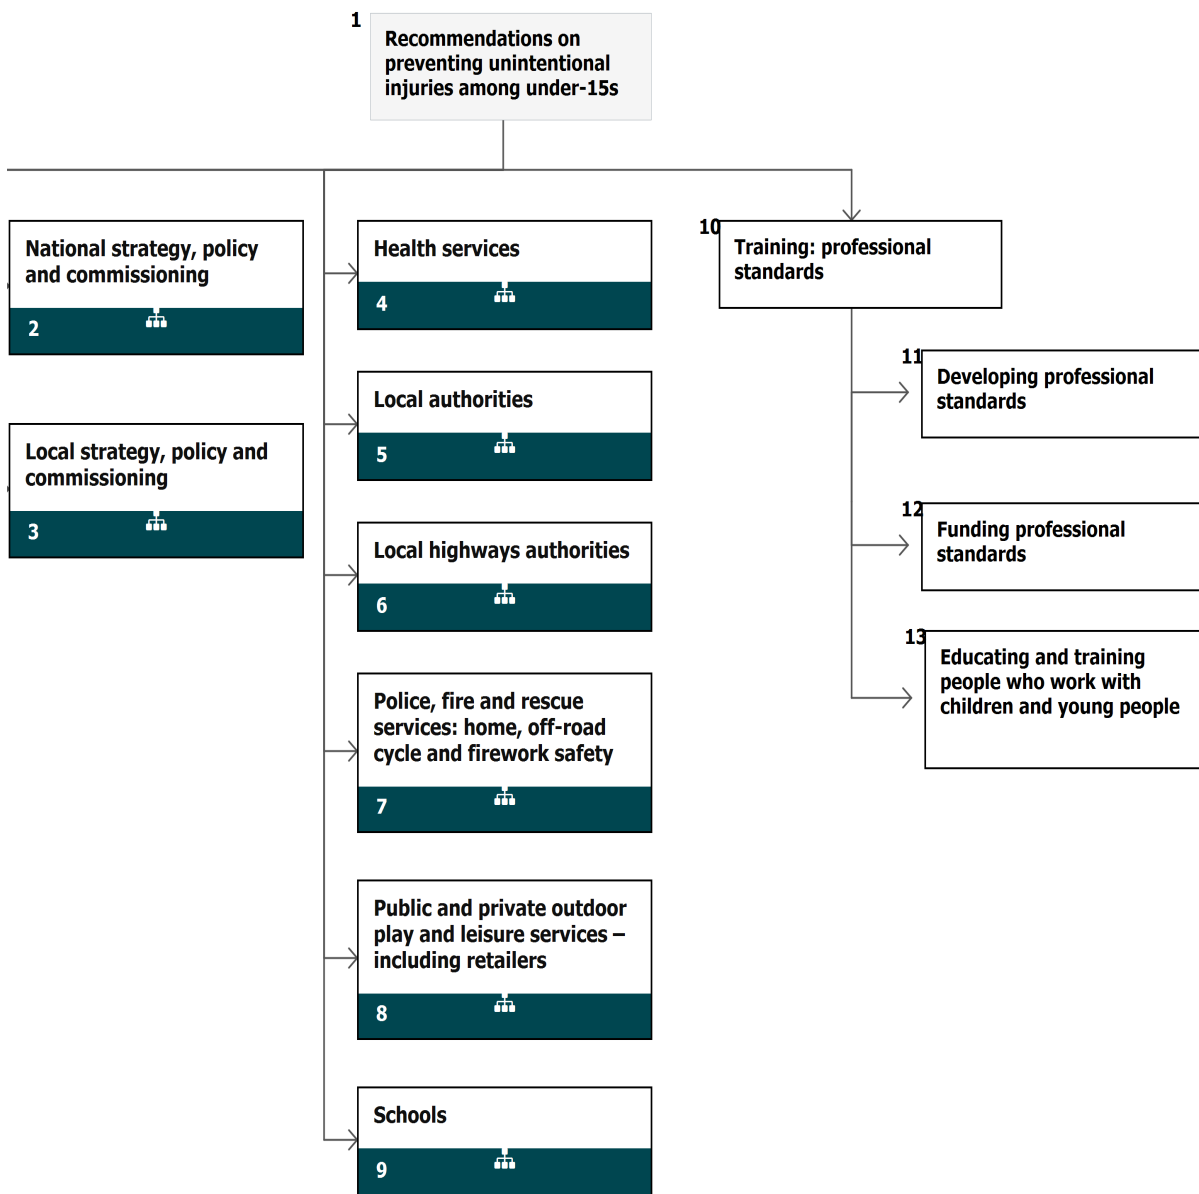 1
Recommendations on
preventing unintentional
injuries among under-15s
National strategy, policy
and commissioning
2
Local strategy, policy and
commissioning
3
Health services
4
Local authorities
5
Local highways authorities
6
Police, fire and rescue
services: home, off-road
cycle and firework safety
7
Public and private outdoor
play and leisure services –
including retailers
8
Schools
9
10
Training: professional
standards
11
Developing professional
standards
12
Funding professional
standards
13
Educating and training
people who work with
children and young people